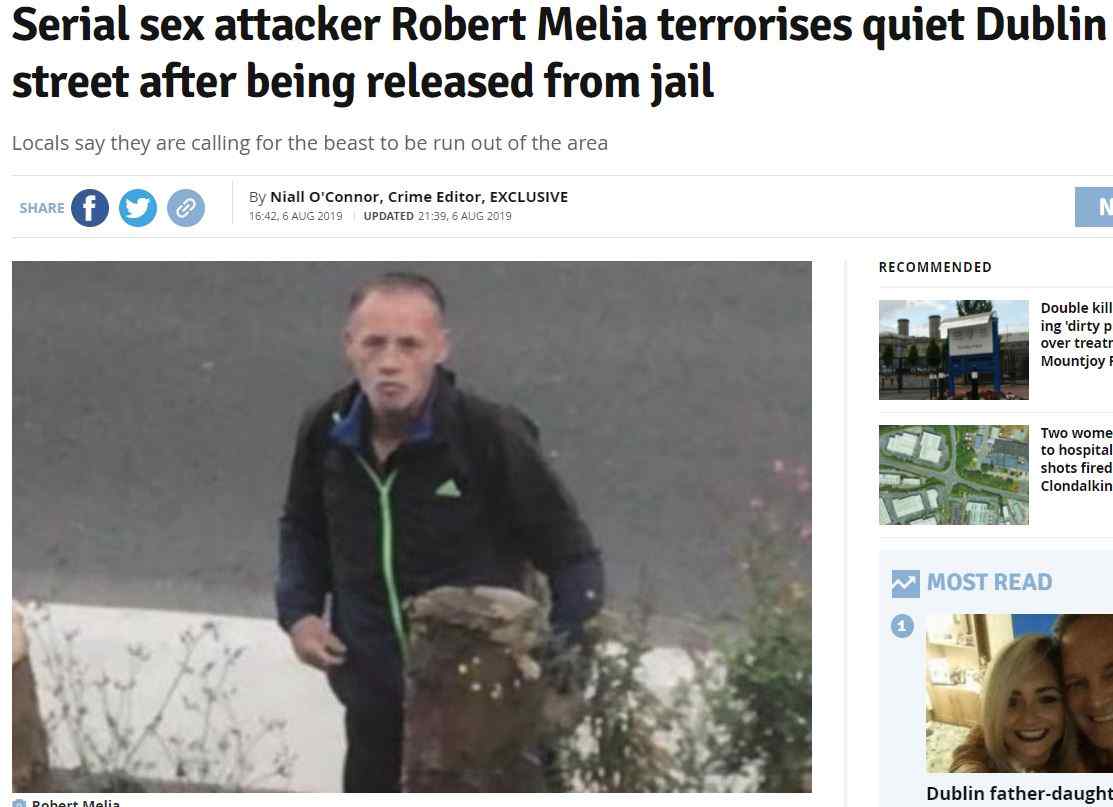 Serial sex attacker Robert Melia terrorises quiet Dublin
street after being released from jail
Locals say they are calling for the beast to be run out of the area
SHARE
By Niall O'Connor, Crime Editor, EXCLUSIVE
16:42, 6 AUG 2019 | UPDATED 21:39, 6 AUG 2019
N
RECOMMENDED
Double kill
ing 'dirty p
over treatr
Mountjoy P
Two wome
to hospital
shots fired
Clondalkin
MOST READ
1
Dublin father-daught
Robert Melia